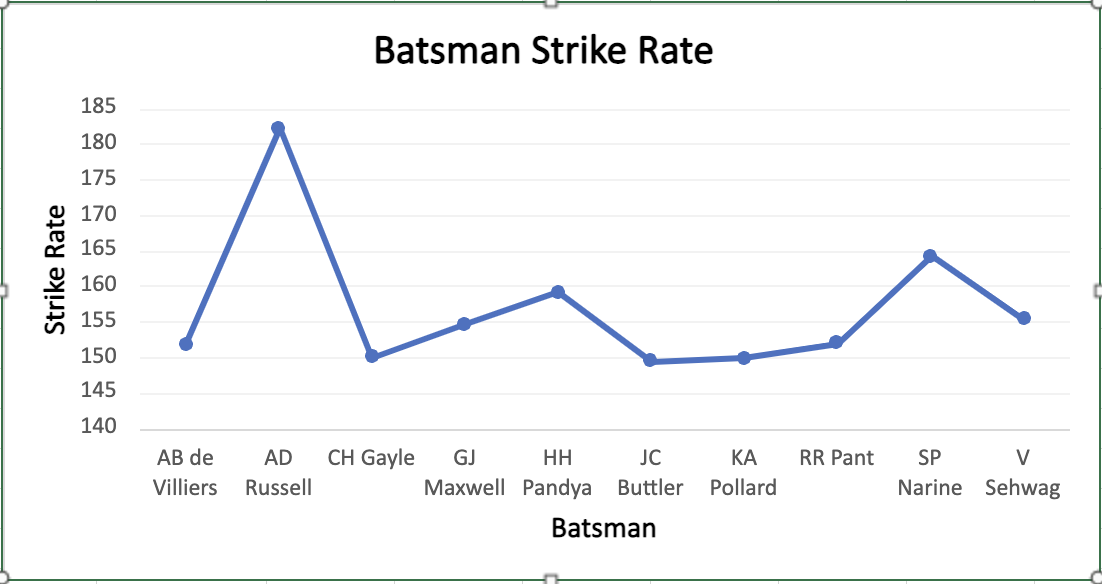 Batsman Strike Rate
Strike Rate
185
180
175
170
165
160
155
150
145
140
AB de
Villiers
AD
Russell
CH Gayle
GJ
Maxwell
HH
Pandya
JC
Buttler
KA
Pollard
RR Pant
SP
Narine
V
Sehwag
Batsman